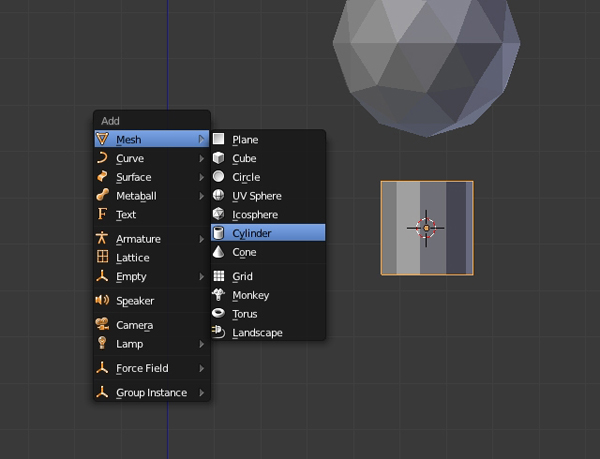 Add
Mesh
Curve
Surface
Metaball
Text
Armature
Lattice
Empty
Speaker
Camera
Lamp
Force Field
Group Instance
Plane
Cube
Circle
UV Sphere
Icosphere
Cylinder
Cone
Grid
Monkey
Torus
Landscape